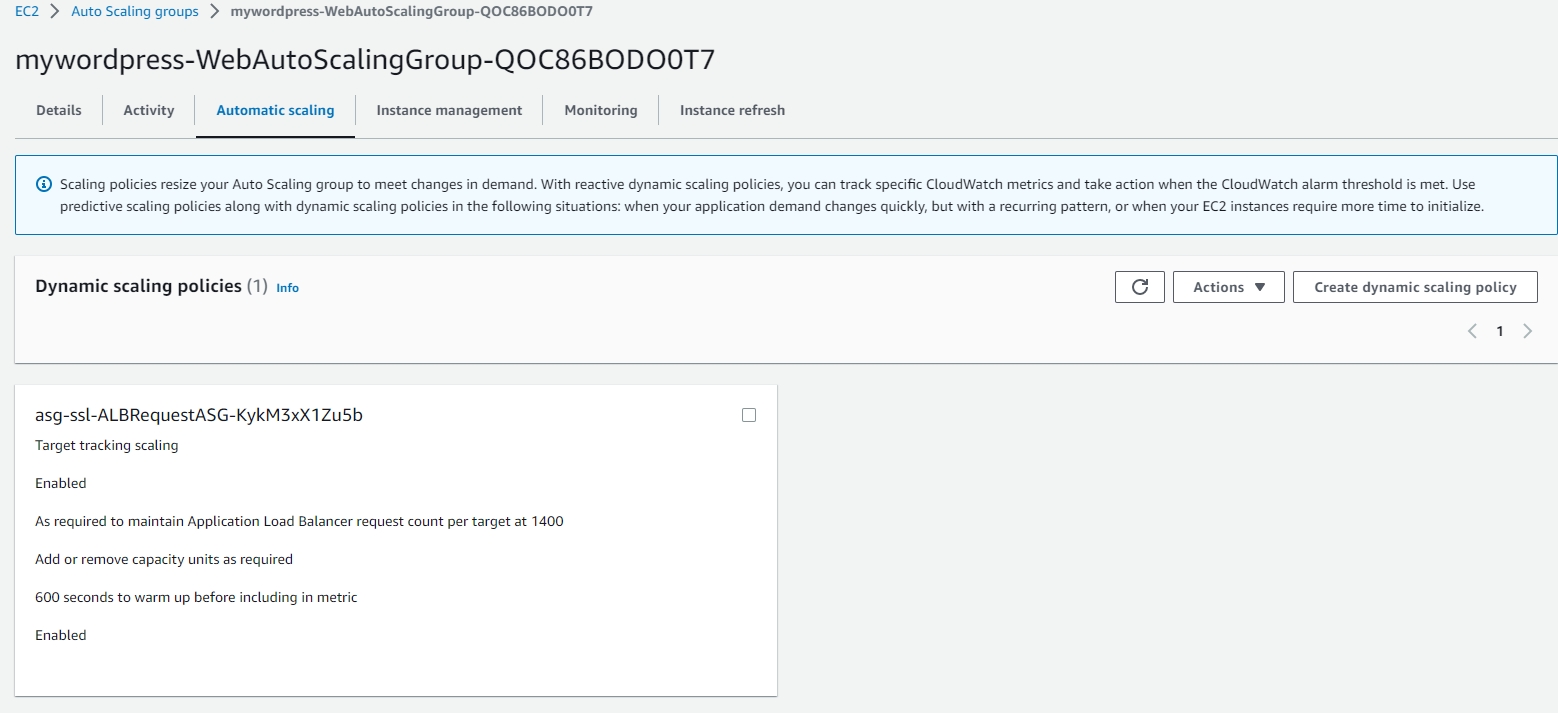 EC2 > Auto Scaling groups > mywordpress-WebAutoScalingGroup-QOC86BODO0T7
mywordpress-WebAutoScalingGroup-QOC86BODO0T7
Details Activity Automatic scaling Instance management Monitoring Instance refresh
Scaling policies resize your Auto Scaling group to meet changes in demand. With reactive dynamic scaling policies, you can track specific CloudWatch metrics and take action when the CloudWatch alarm threshold is met. Use
predictive scaling policies along with dynamic scaling policies in the following situations: when your application demand changes quickly, but with a recurring pattern, or when your EC2 instances require more time to initialize.
Dynamic scaling policies (1) Info Actions Create dynamic scaling policy
1
asg-ssl-ALBRequestASG-KykM3xX1Zu5b
Target tracking scaling
Enabled
As required to maintain Application Load Balancer request count per target at 1400
Add or remove capacity units as required
600 seconds to warm up before including in metric
Enabled